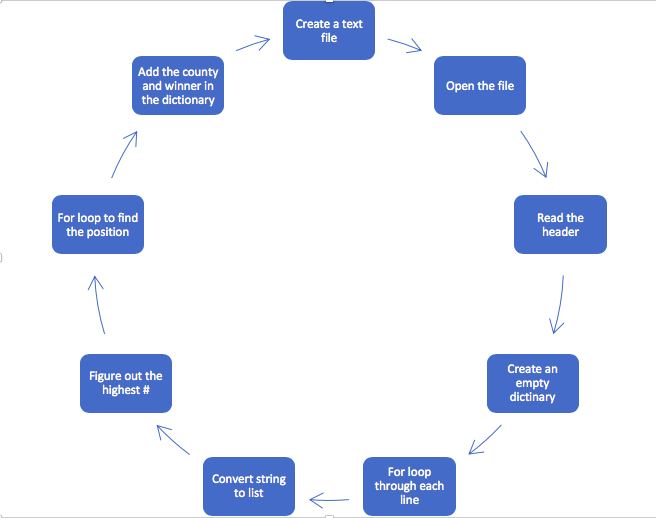 Create a text
file
Open the file
Read the
header
Create an
empty
dictinary
For loop
through each
line
Convert string
to list
Figure out the
highest #
For loop to find
the position
Add the county
and winner in
the dictionary